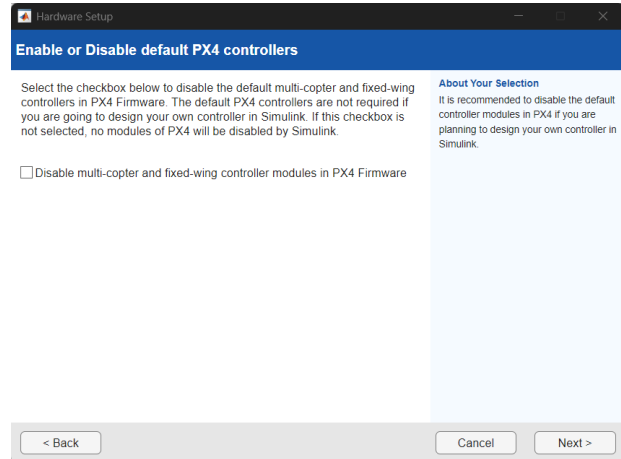 Hardware Setup
Enable or Disable default PX4 controllers
Select the checkbox below to disable the default multi-copter and fixed-wing
controllers in PX4 Firmware. The default PX4 controllers are not required if
you are going to design your own controller in Simulink. If this checkbox is
not selected, no modules of PX4 will be disabled by Simulink.
Disable multi-copter and fixed-wing controller modules in PX4 Firmware
About Your Selection
It is recommended to disable the default
controller modules in PX4 if you are
planning to design your own controller in
Simulink.
< Back
Cancel
Next >